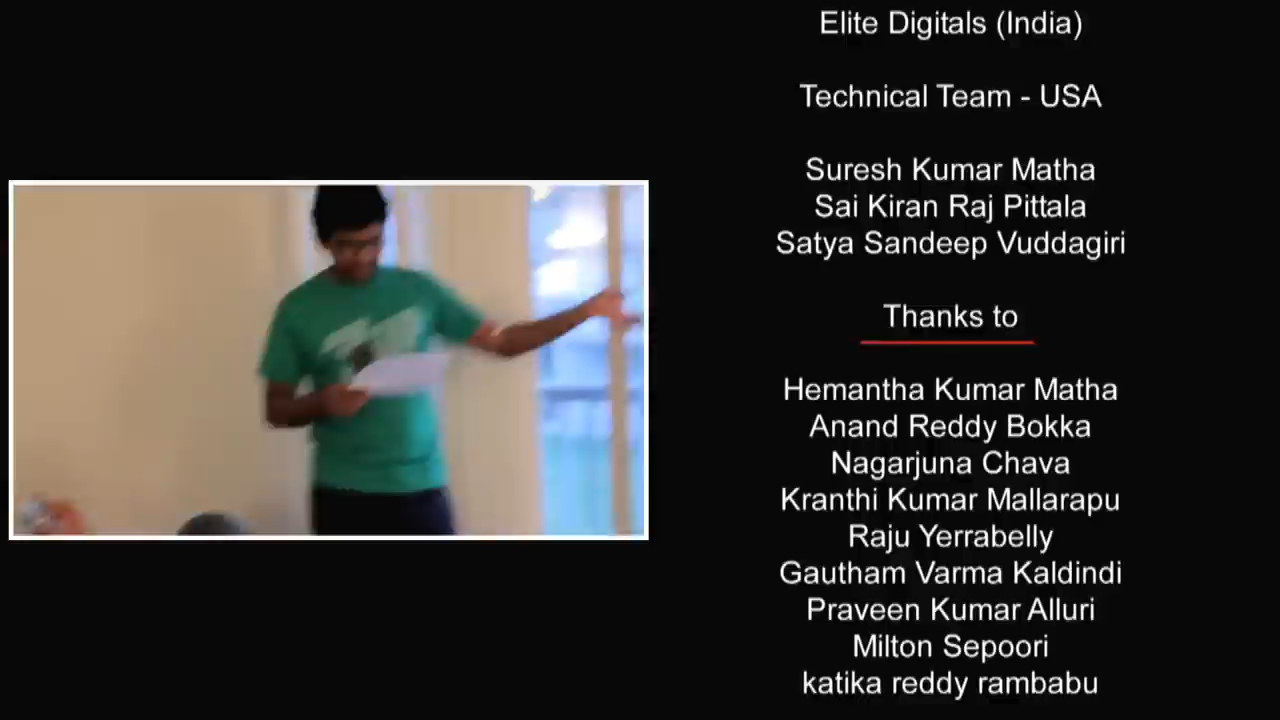 Elite Digitals (India)
Technical Team - USA
Suresh Kumar Matha
Sai Kiran Raj Pittala
Satya Sandeep Vuddagiri
Thanks to
Hemantha Kumar Matha
Anand Reddy Bokka
Nagarjuna Chava
Kranthi Kumar Mallarapu
Raju Yerrabelly
Gautham Varma Kaldindi
Praveen Kumar Alluri
Milton Sepoori
katika reddy rambabu